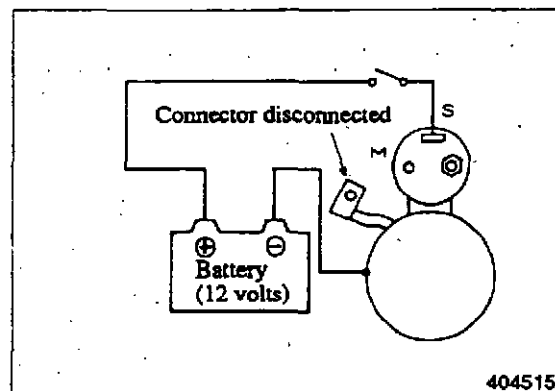 S
Connector disconnected
M
⊕ ⊖
Battery
(12 volts)
404515